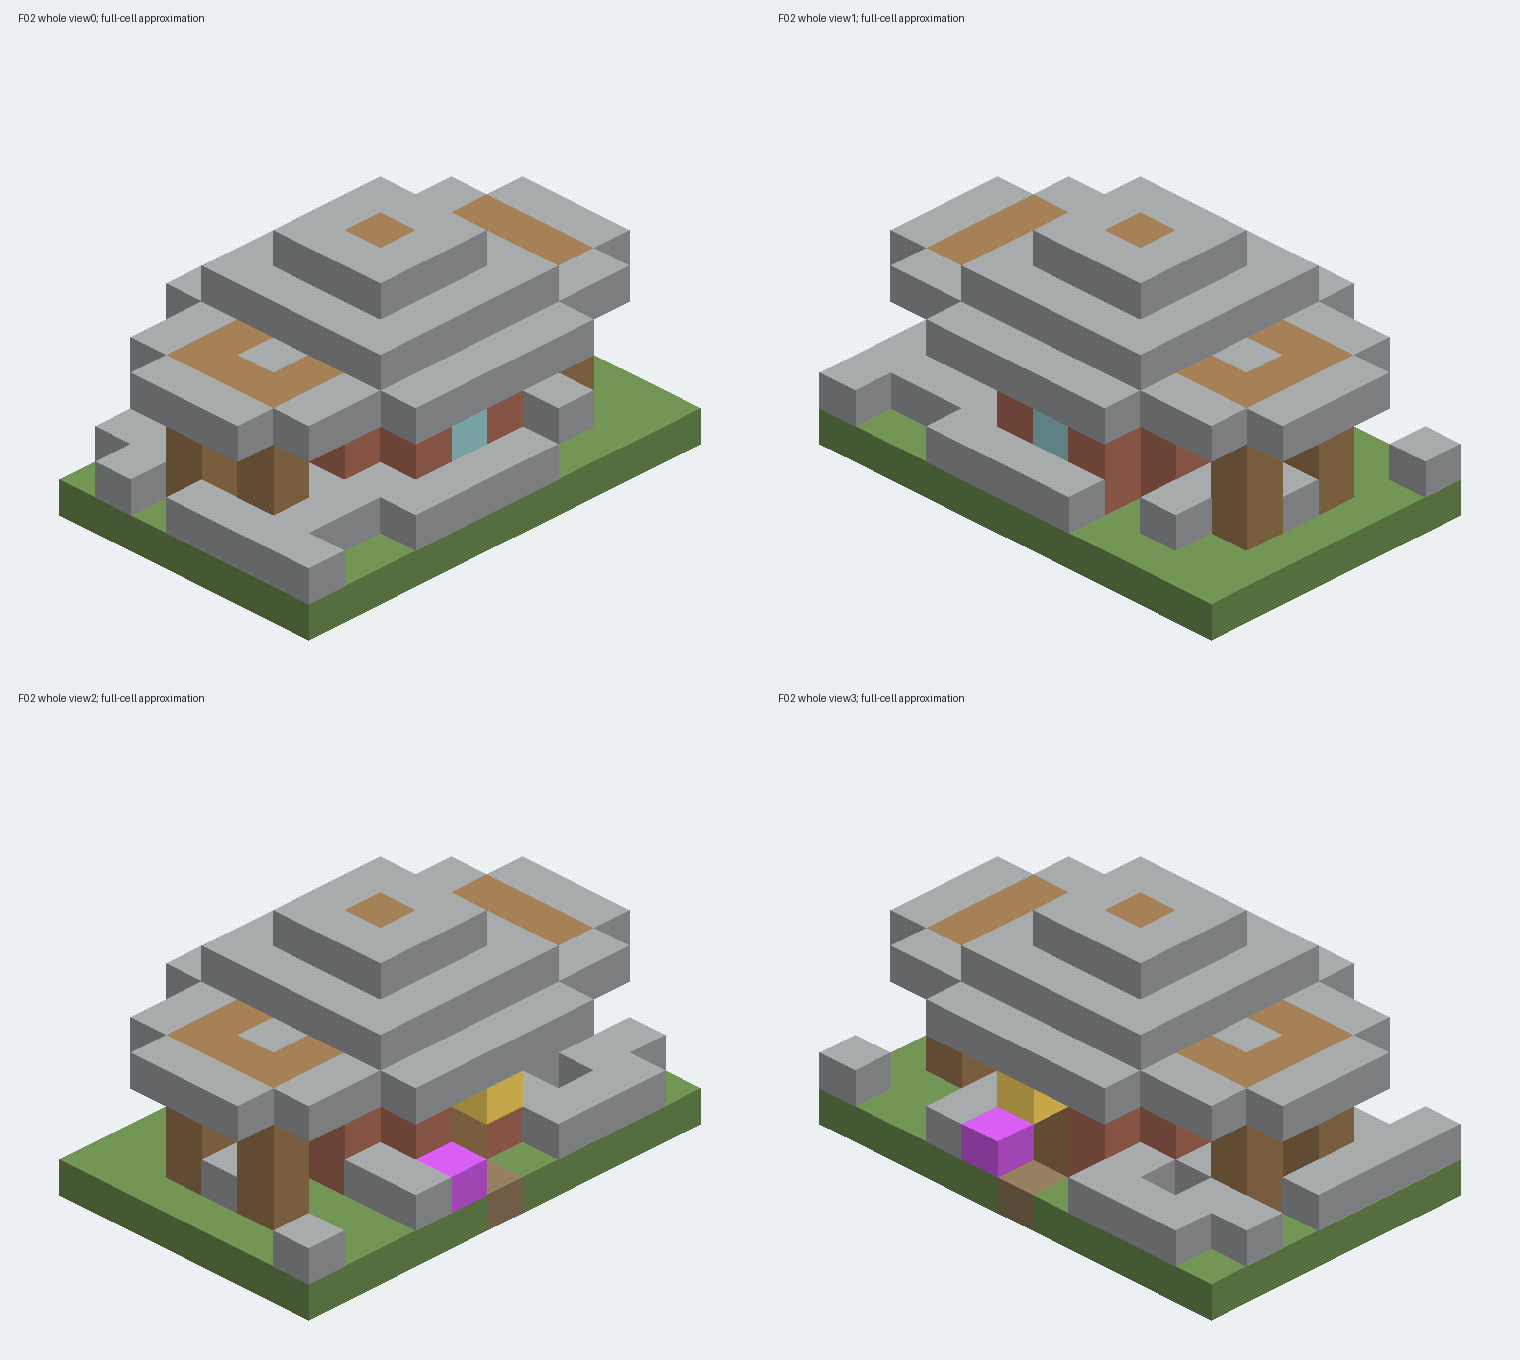 F02 whole view0; full-cell approximation
F02 whole view1; full-cell approximation
F02 whole view2; full-cell approximation
F02 whole view3; full-cell approximation